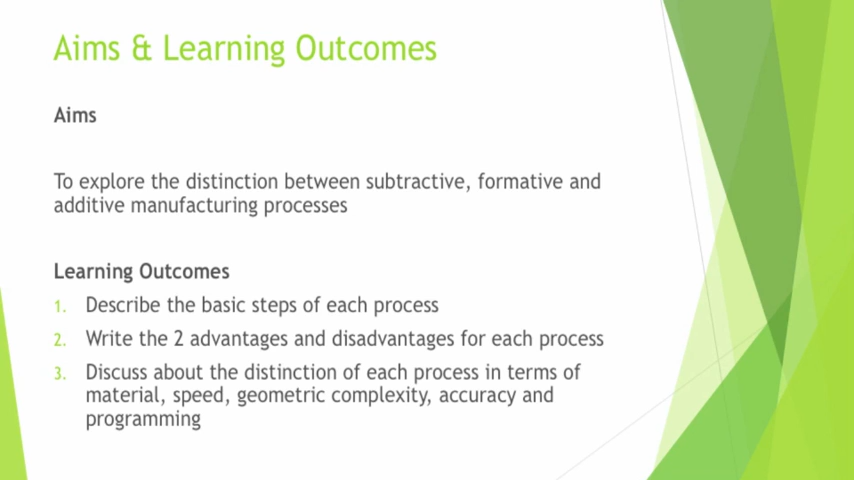 Aims & Learning Outcomes
Aims
To explore the distinction between subtractive, formative and
additive manufacturing processes
Learning Outcomes
1. Describe the basic steps of each process
2. Write the 2 advantages and disadvantages for each process
3. Discuss about the distinction of each process in terms of
material, speed, geometric complexity, accuracy and
programming